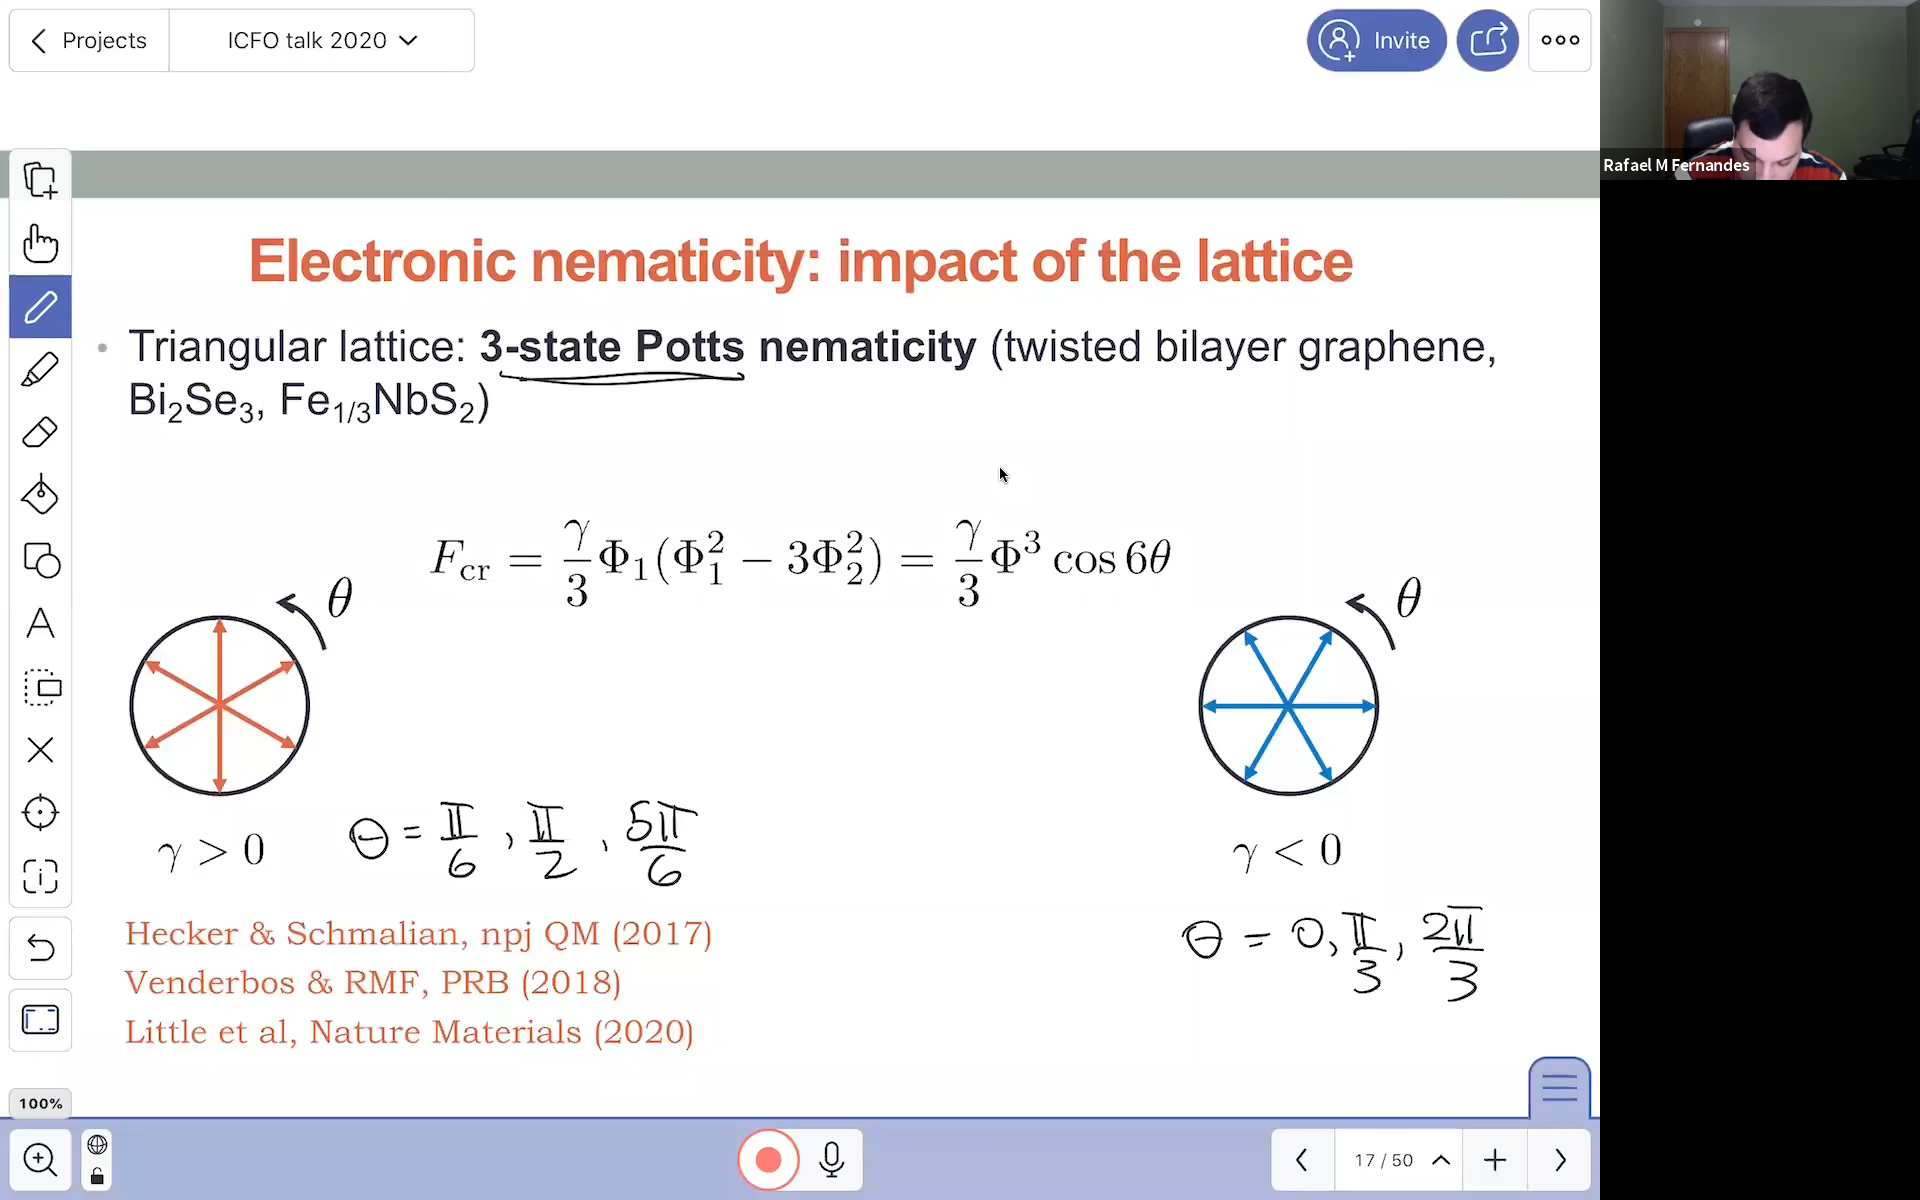 Projects
ICFO talk 2020
Invite
Rafael M Fernandes
Electronic nematicity: impact of the lattice
• Triangular lattice: 3-state Potts nematicity (twisted bilayer graphene,
Bi₂Se₃, Fe₁/₃NbS₂)
F_cr = γ/3 Φ₁(Φ₁² − 3Φ₂²) = γ/3 Φ³ cos 6θ
θ
θ
γ > 0
θ = π/6, π/2, 5π/6
γ < 0
θ = 0, π/3, 2π/3
Hecker & Schmalian, npj QM (2017)
Venderbos & RMF, PRB (2018)
Little et al, Nature Materials (2020)
100%
17 / 50